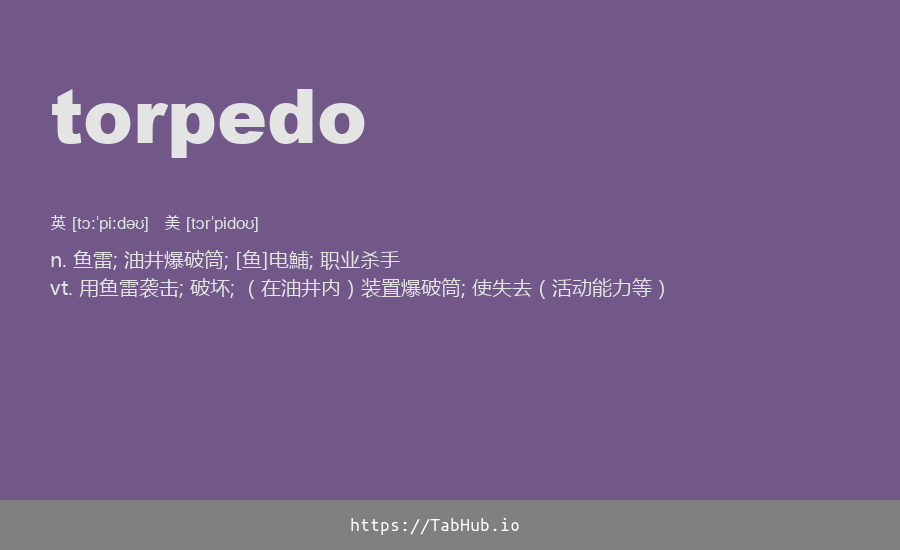 torpedo
英 [tɔːˈpiːdəʊ] 美 [tɔrˈpidoʊ]
n. 鱼雷; 油井爆破筒; [鱼]电鯆; 职业杀手
vt. 用鱼雷袭击; 破坏; （在油井内）装置爆破筒; 使失去（活动能力等）
https://TabHub.io